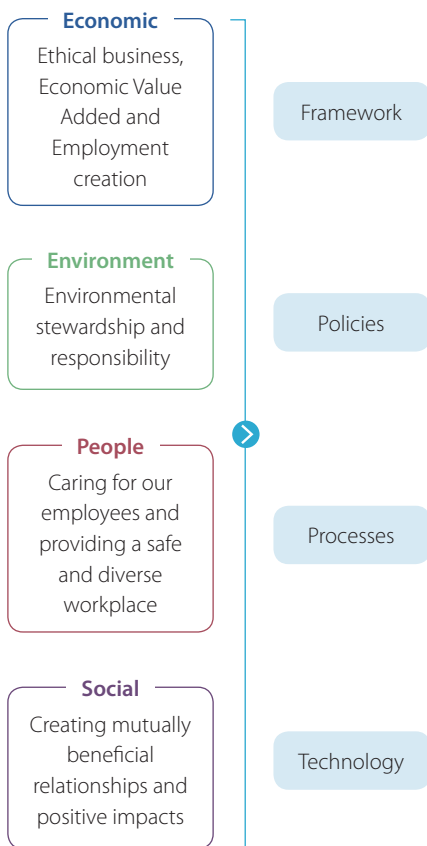 Economic
Ethical business,
Economic Value
Added and
Employment
creation
Framework
Environment
Environmental
stewardship and
responsibility
Policies
People
Caring for our
employees and
providing a safe
and diverse
workplace
Processes
Social
Creating mutually
beneficial
relationships and
positive impacts
Technology